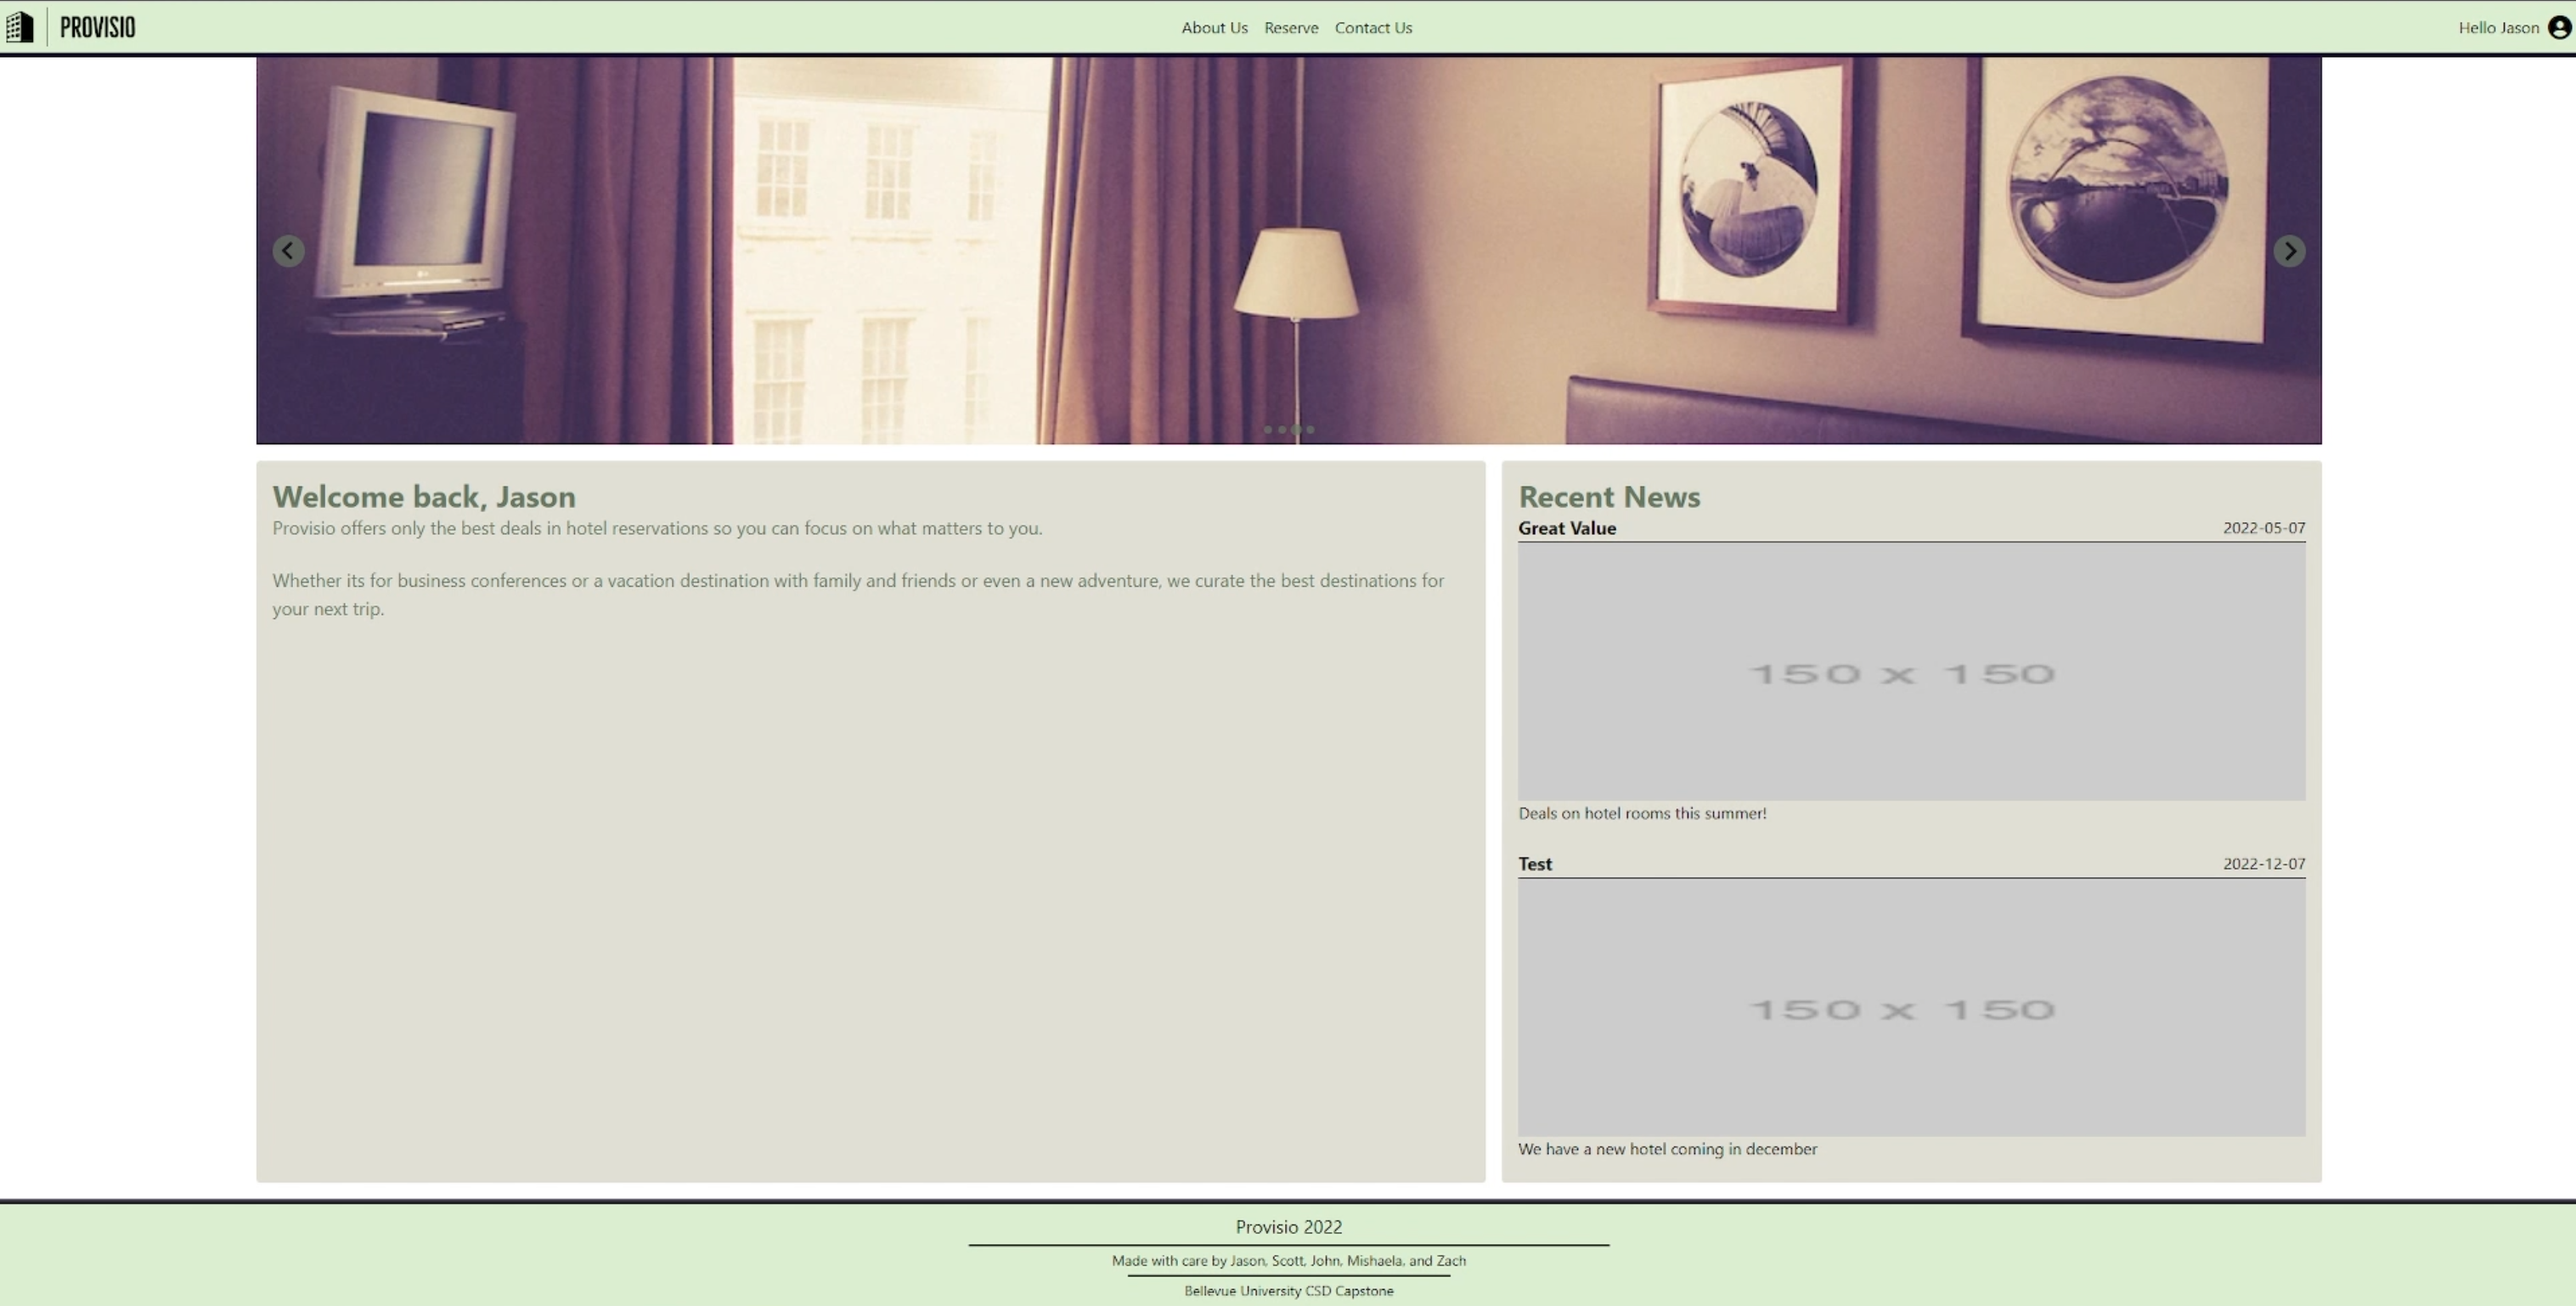 PROVISIO
About Us Reserve Contact Us
Hello Jason
Welcome back, Jason
Provisio offers only the best deals in hotel reservations so you can focus on what matters to you.
Whether its for business conferences or a vacation destination with family and friends or even a new adventure, we curate the best destinations for
your next trip.
Recent News
Great Value 2022-05-07
150 x 150
Deals on hotel rooms this summer!
Test 2022-12-07
150 x 150
We have a new hotel coming in december
Provisio 2022
Made with care by Jason, Scott, John, Mishaela, and Zach
Bellevue University CSD Capstone